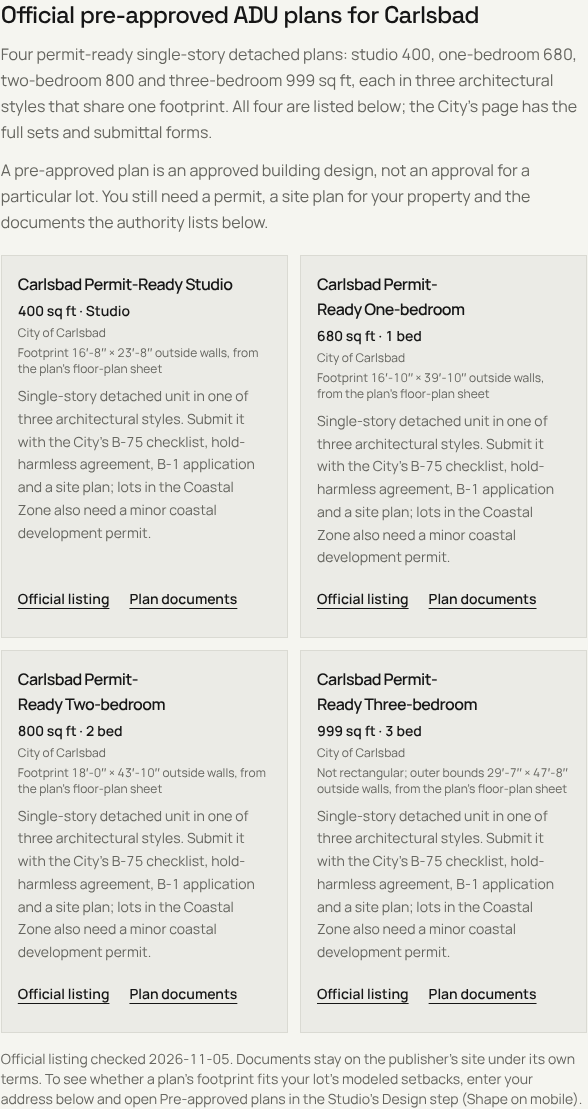 Official pre-approved ADU plans for Carlsbad
Four permit-ready single-story detached plans: studio 400, one-bedroom 680,
two-bedroom 800 and three-bedroom 999 sq ft, each in three architectural
styles that share one footprint. All four are listed below; the City's page has the
full sets and submittal forms.
A pre-approved plan is an approved building design, not an approval for a
particular lot. You still need a permit, a site plan for your property and the
documents the authority lists below.
Carlsbad Permit-Ready Studio
400 sq ft · Studio
City of Carlsbad
Footprint 16′-8″ × 23′-8″ outside walls, from
the plan's floor-plan sheet
Single-story detached unit in one of
three architectural styles. Submit it
with the City's B-75 checklist, hold-
harmless agreement, B-1 application
and a site plan; lots in the Coastal
Zone also need a minor coastal
development permit.
Official listing Plan documents
Carlsbad Permit-
Ready One-bedroom
680 sq ft · 1 bed
City of Carlsbad
Footprint 16′-10″ × 39′-10″ outside walls,
from the plan's floor-plan sheet
Single-story detached unit in one of
three architectural styles. Submit it
with the City's B-75 checklist, hold-
harmless agreement, B-1 application
and a site plan; lots in the Coastal
Zone also need a minor coastal
development permit.
Official listing Plan documents
Carlsbad Permit-
Ready Two-bedroom
800 sq ft · 2 bed
City of Carlsbad
Footprint 18′-0″ × 43′-10″ outside walls, from
the plan's floor-plan sheet
Single-story detached unit in one of
three architectural styles. Submit it
with the City's B-75 checklist, hold-
harmless agreement, B-1 application
and a site plan; lots in the Coastal
Zone also need a minor coastal
development permit.
Official listing Plan documents
Carlsbad Permit-
Ready Three-bedroom
999 sq ft · 3 bed
City of Carlsbad
Not rectangular; outer bounds 29′-7″ × 47′-8″
outside walls, from the plan's floor-plan sheet
Single-story detached unit in one of
three architectural styles. Submit it
with the City's B-75 checklist, hold-
harmless agreement, B-1 application
and a site plan; lots in the Coastal
Zone also need a minor coastal
development permit.
Official listing Plan documents
Official listing checked 2026-11-05. Documents stay on the publisher's site under its own
terms. To see whether a plan's footprint fits your lot's modeled setbacks, enter your
address below and open Pre-approved plans in the Studio's Design step (Shape on mobile).